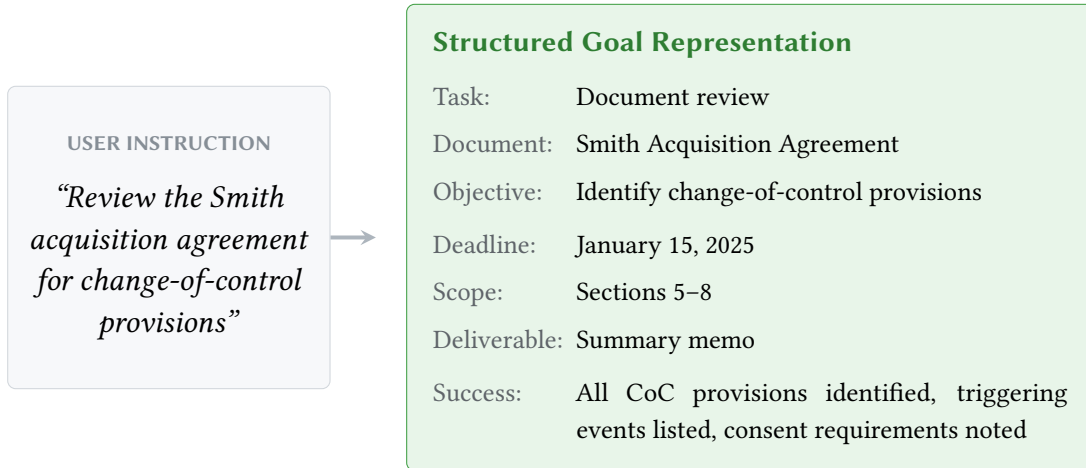 USER INSTRUCTION
“Review the Smith
acquisition agreement
for change-of-control
provisions”
Structured Goal Representation
Task: Document review
Document: Smith Acquisition Agreement
Objective: Identify change-of-control provisions
Deadline: January 15, 2025
Scope: Sections 5–8
Deliverable: Summary memo
Success: All CoC provisions identified, triggering
events listed, consent requirements noted